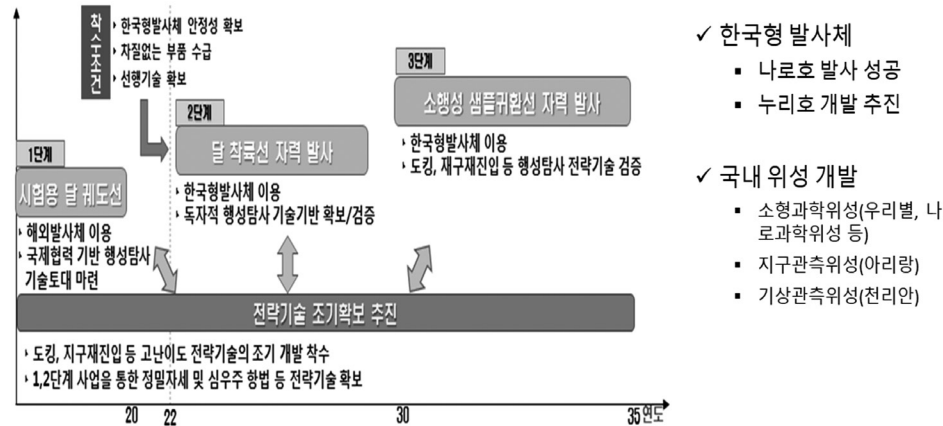 착수조건
› 한국형발사체 안정성 확보
› 차질없는 부품 수급
› 선행기술 확보
1단계
시험용 달 궤도선
› 해외발사체 이용
› 국제협력 기반 행성탐사
기술토대 마련
2단계
달 착륙선 자력 발사
› 한국형발사체 이용
› 독자적 행성탐사 기술기반 확보/검증
3단계
소행성 샘플귀환선 자력 발사
› 한국형발사체 이용
› 도킹, 재구재진입 등 행성탐사 전략기술 검증
전략기술 조기확보 추진
› 도킹, 지구재진입 등 고난이도 전략기술의 조기 개발 착수
› 1,2단계 사업을 통한 정밀자세 및 심우주 항법 등 전략기술 확보
20 22 30 35연도
✓ 한국형 발사체
▪ 나로호 발사 성공
▪ 누리호 개발 추진
✓ 국내 위성 개발
▪ 소형과학위성(우리별, 나
로과학위성 등)
▪ 지구관측위성(아리랑)
▪ 기상관측위성(천리안)